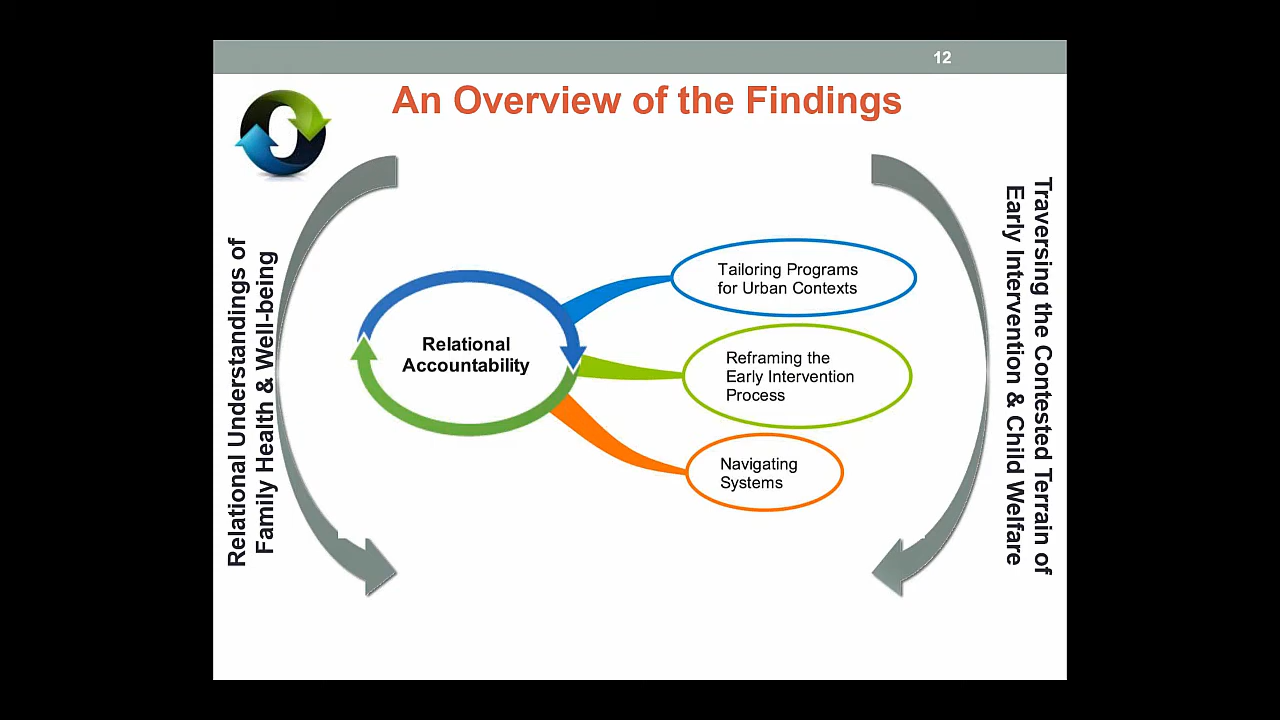 12
An Overview of the Findings
Relational Understandings of
Family Health & Well-being
Relational
Accountability
Tailoring Programs
for Urban Contexts
Reframing the
Early Intervention
Process
Navigating
Systems
Traversing the Contested Terrain of
Early Intervention & Child Welfare